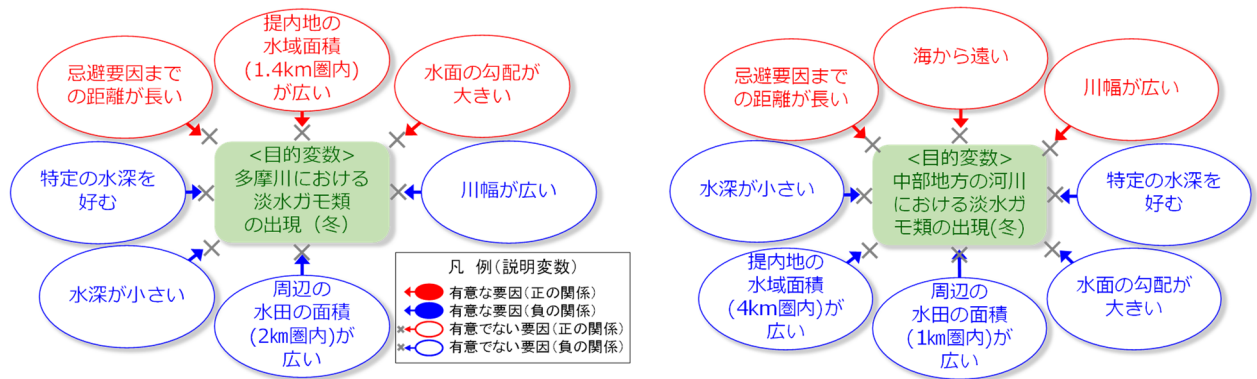 忌避要因まで
の距離が長い
提内地の
水域面積
(1.4km圏内)
が広い
水面の勾配が
大きい
特定の水深を
好む
<目的変数>
多摩川における
淡水ガモ類
の出現（冬）
川幅が広い
水深が小さい
周辺の
水田の面積
(2km圏内)が
広い
凡 例(説明変数)
有意な要因(正の関係)
有意な要因(負の関係)
有意でない要因(正の関係)
有意でない要因(負の関係)
忌避要因まで
の距離が長い
海から遠い
川幅が広い
水深が小さい
<目的変数>
中部地方の河川
における淡水ガ
モ類の出現(冬)
特定の水深を
好む
提内地の
水域面積
(4km圏内)が
広い
周辺の
水田の面積
(1km圏内)が
広い
水面の勾配が
大きい